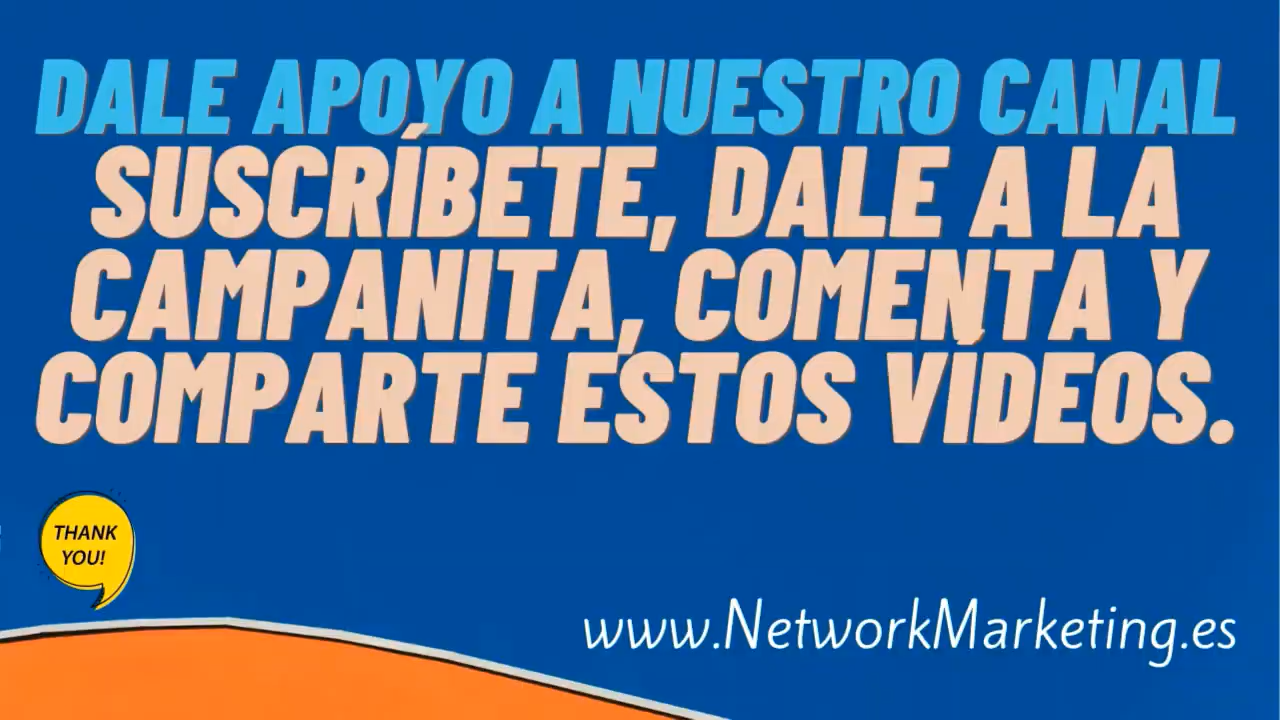 DALE APOYO A NUESTRO CANAL
SUSCRÍBETE, DALE A LA
CAMPANITA, COMENTA Y
COMPARTE ESTOS VÍDEOS.
THANK
YOU!
www.NetworkMarketing.es